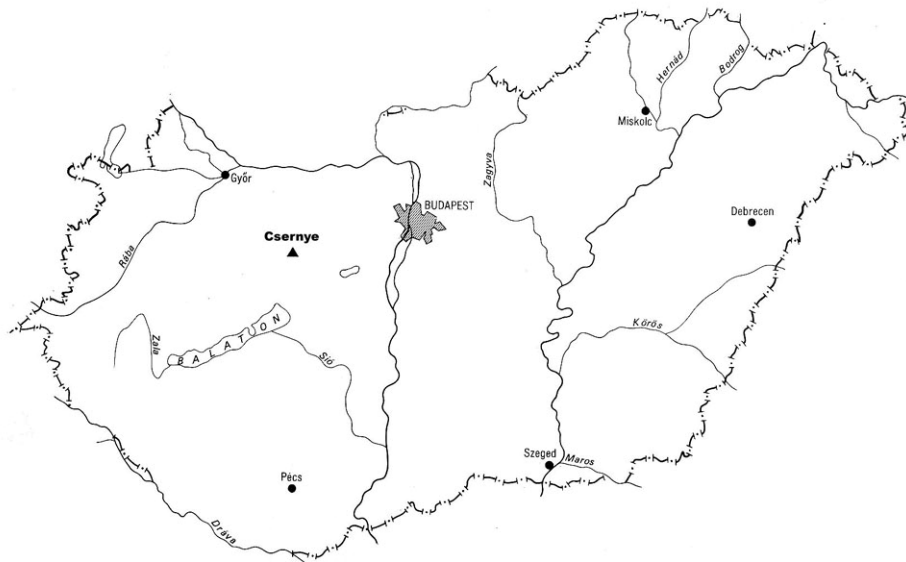 Hernád
Bodrog
Miskolc
Zagyva
Győr
BUDAPEST
Debrecen
Csernye
Rába
Zala
BALATON
Sió
Körös
Szeged
Maros
Pécs
Dráva